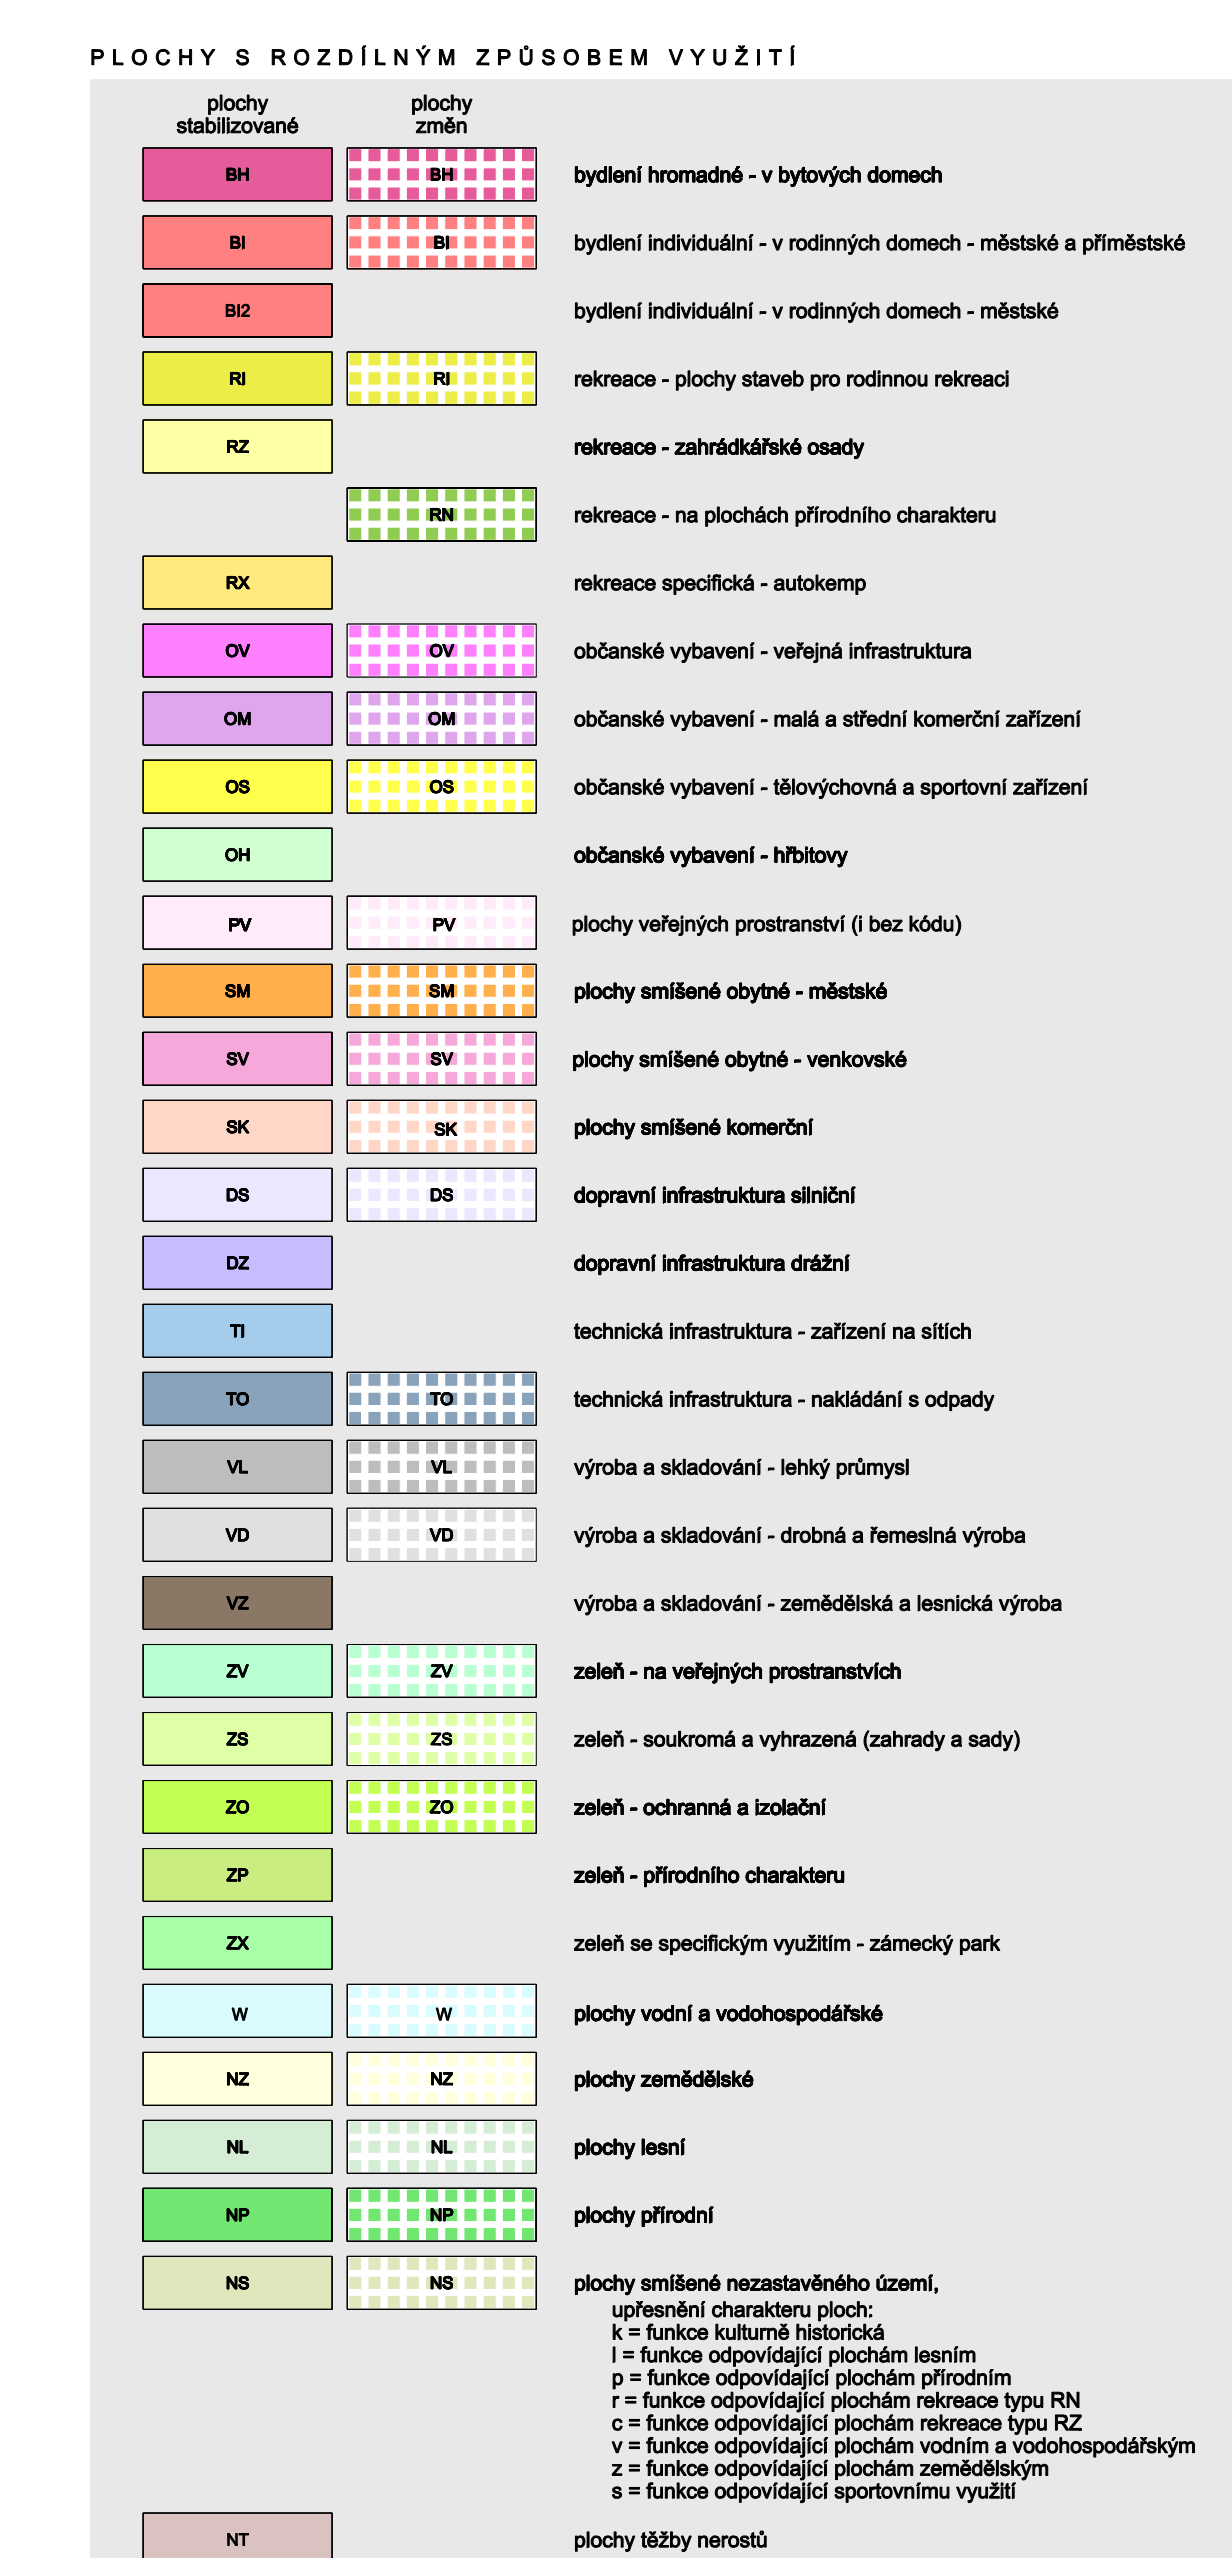 PLOCHY S ROZDÍLNÝM ZPŮSOBEM VYUŽITÍ
plochy stabilizované
plochy změn
BH BH bydlení hromadné - v bytových domech
BI BI bydlení individuální - v rodinných domech - městské a příměstské
BI2 bydlení individuální - v rodinných domech - městské
RI RI rekreace - plochy staveb pro rodinnou rekreaci
RZ rekreace - zahrádkářské osady
RN rekreace - na plochách přírodního charakteru
RX rekreace specifická - autokemp
OV OV občanské vybavení - veřejná infrastruktura
OM OM občanské vybavení - malá a střední komerční zařízení
OS OS občanské vybavení - tělovýchovná a sportovní zařízení
OH občanské vybavení - hřbitovy
PV PV plochy veřejných prostranství (i bez kódu)
SM SM plochy smíšené obytné - městské
SV SV plochy smíšené obytné - venkovské
SK SK plochy smíšené komerční
DS DS dopravní infrastruktura silniční
DZ dopravní infrastruktura drážní
TI technická infrastruktura - zařízení na sítích
TO TO technická infrastruktura - nakládání s odpady
VL VL výroba a skladování - lehký průmysl
VD VD výroba a skladování - drobná a řemeslná výroba
VZ výroba a skladování - zemědělská a lesnická výroba
ZV ZV zeleň - na veřejných prostranstvích
ZS ZS zeleň - soukromá a vyhrazená (zahrady a sady)
ZO ZO zeleň - ochranná a izolační
ZP zeleň - přírodního charakteru
ZX zeleň se specifickým využitím - zámecký park
W W plochy vodní a vodohospodářské
NZ NZ plochy zemědělské
NL NL plochy lesní
NP NP plochy přírodní
NS NS plochy smíšené nezastavěného území,
upřesnění charakteru ploch:
k = funkce kulturně historická
l = funkce odpovídající plochám lesním
p = funkce odpovídající plochám přírodním
r = funkce odpovídající plochám rekreace typu RN
c = funkce odpovídající plochám rekreace typu RZ
v = funkce odpovídající plochám vodním a vodohospodářským
z = funkce odpovídající plochám zemědělským
s = funkce odpovídající sportovnímu využití
NT plochy těžby nerostů